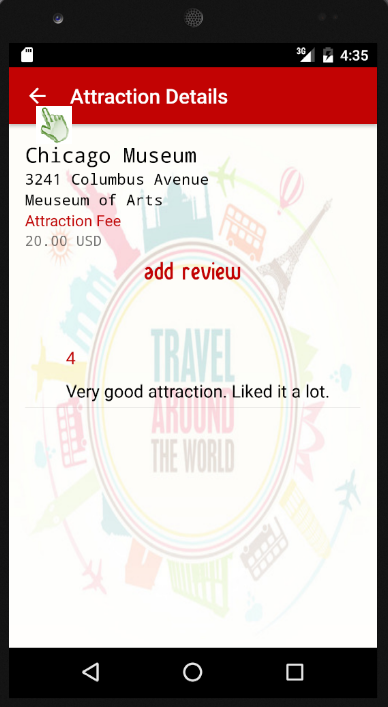 3G 4:35
Attraction Details
Chicago Museum
3241 Columbus Avenue
Meuseum of Arts
Attraction Fee
20.00 USD
add review
4
Very good attraction. Liked it a lot.
TRAVEL
AROUND
THE WORLD